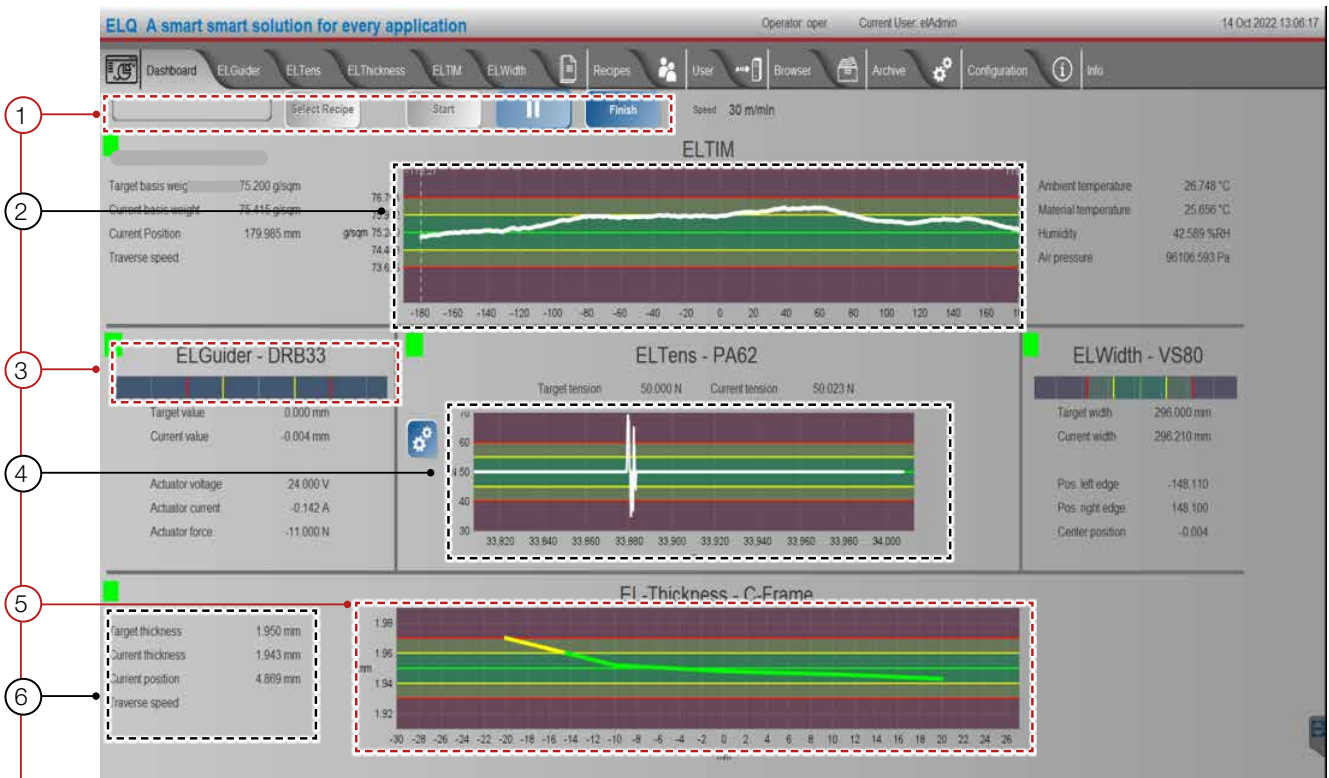 ELQ A smart smart solution for every application Operator: oper Current User: elAdmin 14 Oct 2022 13:06:17
Dashboard ELGuider ELTens ELThickness ELTIM ELWidth Recipes User Browser Archive Configuration Info
1 Select Recipe Start Finish Speed 30 m/min
ELTIM
Target basis weig 75.200 g/sqm Ambient temperature 26.748 °C
2 Current basis weight 75.415 g/sqm Material temperature 25.656 °C
Current Position 179.985 mm g/sqm Humidity 42.589 %RH
Traverse speed Air pressure 96106.593 Pa
-180 -160 -140 -120 -100 -80 -60 -40 -20 0 20 40 60 80 100 120 140 160
3 ELGuider - DRB33 ELTens - PA62 ELWidth - VS80
Target tension 50.000 N Current tension 50.023 N
Target value 0.000 mm 70 Target width 296.000 mm
Current value -0.004 mm 60 Current width 296.210 mm
4 N 50
Actuator voltage 24.000 V Pos. left edge -148.110
Actuator current -0.142 A 40 Pos. right edge 148.100
Actuator force -11.000 N 30 Center position -0.004
33,820 33,840 33,860 33,880 33,900 33,920 33,940 33,960 33,980 34,000
5 EL-Thickness - C-Frame
Target thickness 1.950 mm 1.98
Current thickness 1.943 mm 1.96
Current position 4.869 mm mm 1.94
6 Traverse speed 1.92
-30 -28 -26 -24 -22 -20 -18 -16 -14 -12 -10 -8 -6 -4 -2 0 2 4 6 8 10 12 14 16 18 20 22 24 26